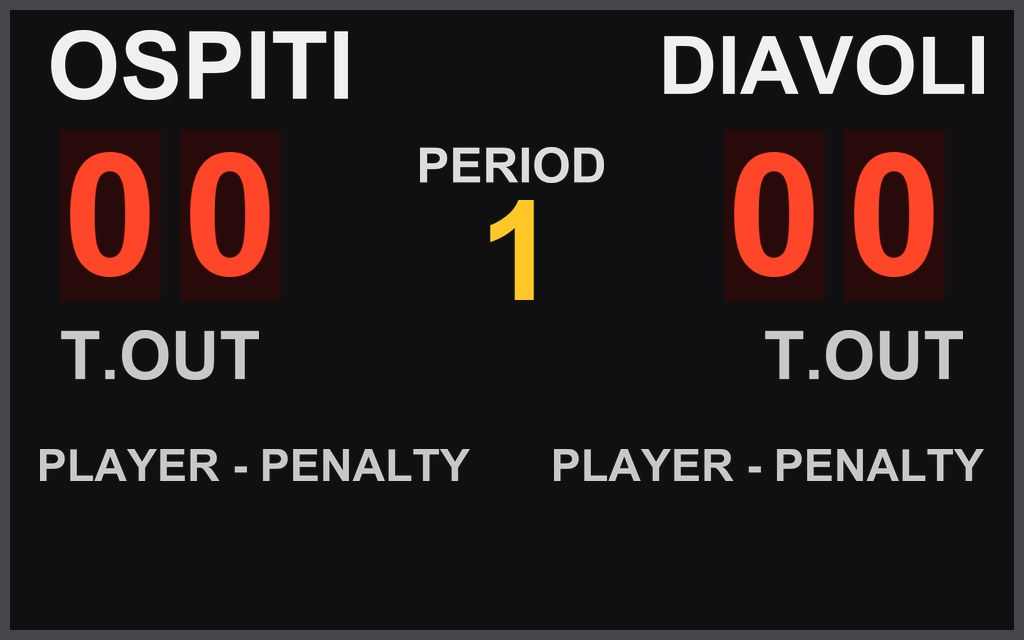 OSPITI DIAVOLI
00 PERIOD 00
1
T.OUT T.OUT
PLAYER - PENALTY PLAYER - PENALTY